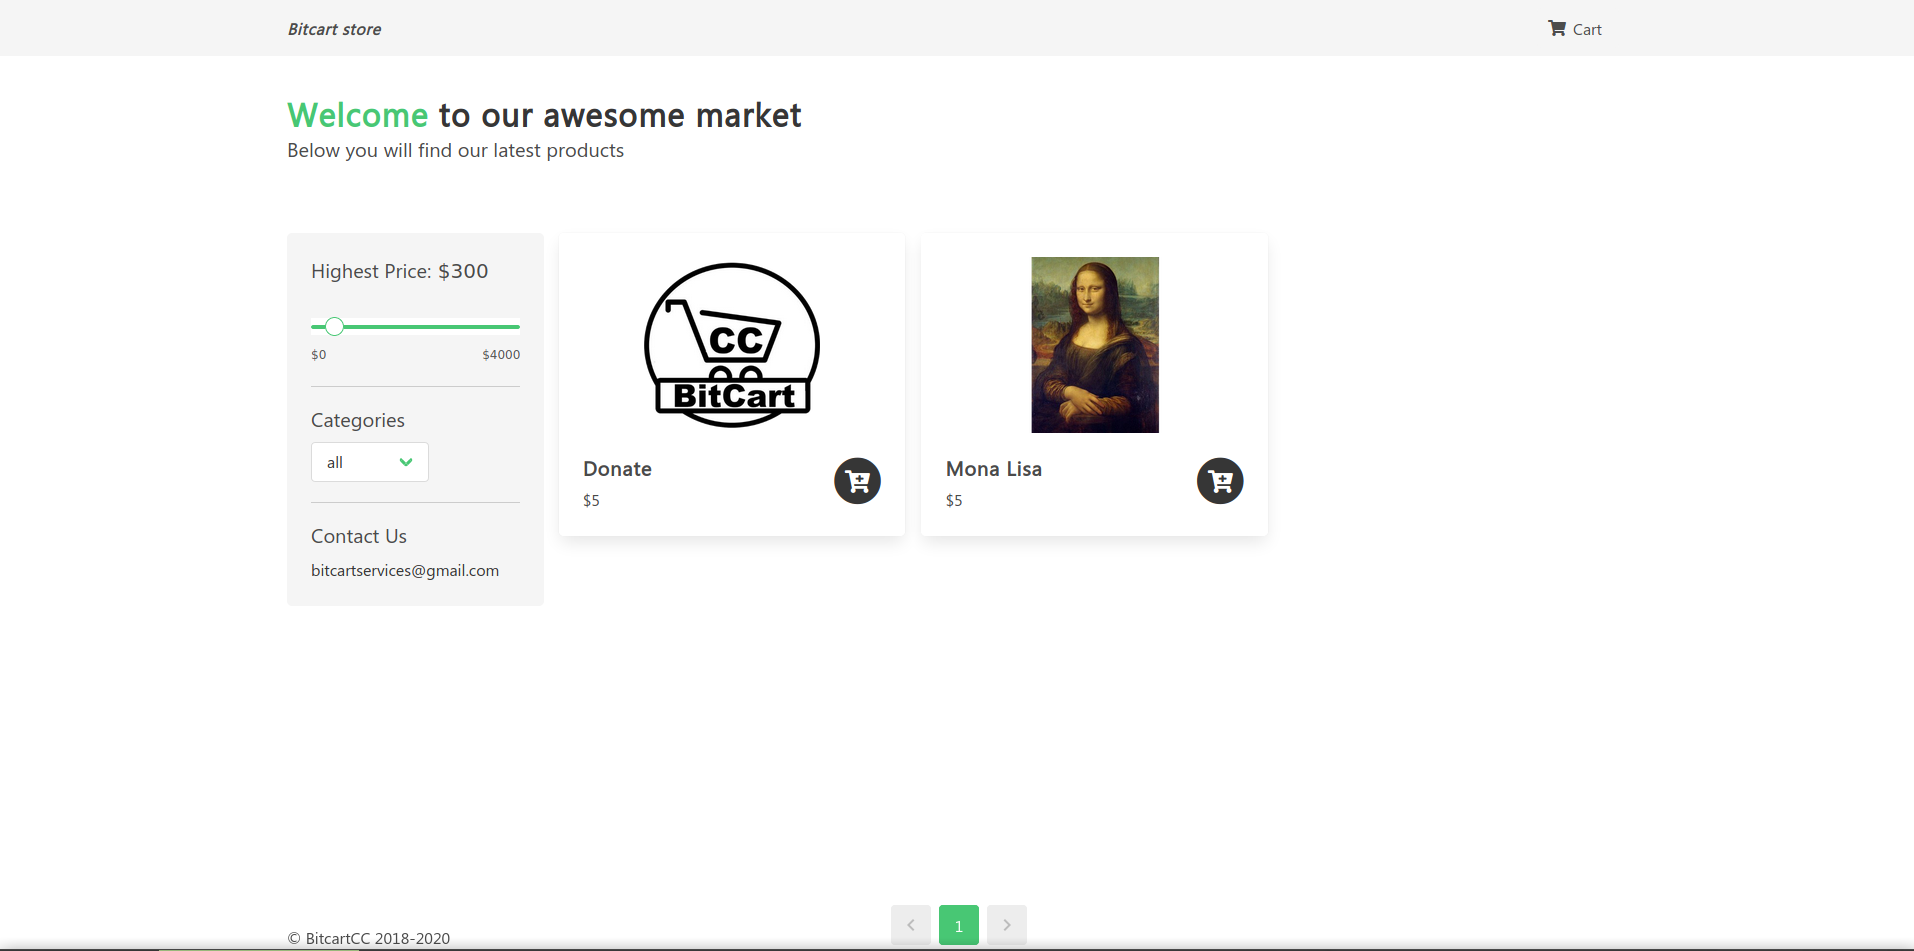 Bitcart store
Cart
Welcome to our awesome market
Below you will find our latest products
Highest Price: $300
$0 $4000
Categories
all
Contact Us
bitcartservices@gmail.com
CC
BitCart
Donate
$5
Mona Lisa
$5
1
© BitcartCC 2018-2020